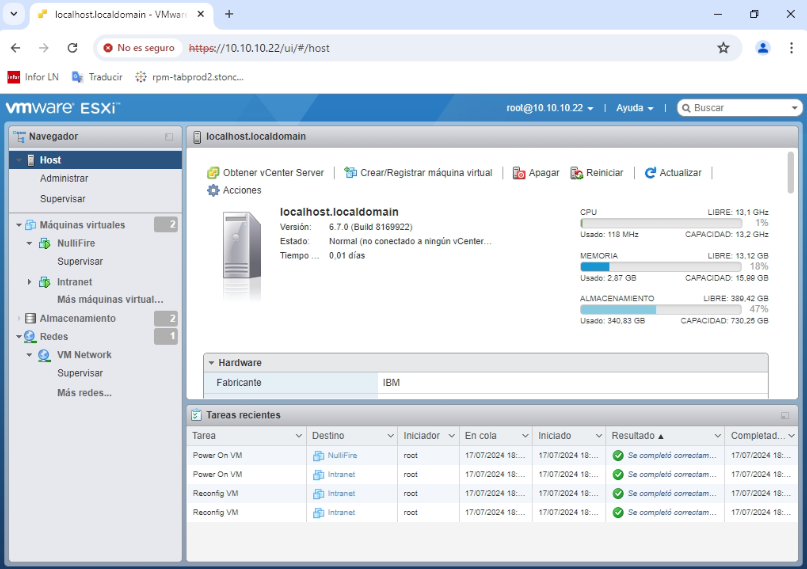 localhost.localdomain - VMwar
No es seguro https://10.10.10.22/ui/#/host
infor Infor LN Traducir rpm-tabprod2.stonc...
vmware ESXi™ root@10.10.10.22 | Ayuda | Buscar
Navegador
Host
Administrar
Supervisar
Máquinas virtuales 2
NulliFire
Supervisar
Intranet
Más máquinas virtual...
Almacenamiento 2
Redes 1
VM Network
Supervisar
Más redes...
localhost.localdomain
Obtener vCenter Server | Crear/Registrar máquina virtual | Apagar Reiniciar | Actualizar |
Acciones
localhost.localdomain
Versión: 6.7.0 (Build 8169922)
Estado: Normal (no conectado a ningún vCenter...
Tiempo ... 0,01 días
CPU LIBRE: 13,1 GHz
1%
Usado: 118 MHz CAPACIDAD: 13,2 GHz
MEMORIA LIBRE: 13,12 GB
18%
Usado: 2,87 GB CAPACIDAD: 15,99 GB
ALMACENAMIENTO LIBRE: 389,42 GB
47%
Usado: 340,83 GB CAPACIDAD: 730,25 GB
Hardware
Fabricante IBM
Tareas recientes
Tarea Destino Iniciador En cola Iniciado Resultado ▲ Completad...
Power On VM NulliFire root 17/07/2024 18:... 17/07/2024 18:... Se completó correctam... 17/07/2024 18:...
Power On VM Intranet root 17/07/2024 18:... 17/07/2024 18:... Se completó correctam... 17/07/2024 18:...
Reconfig VM Intranet root 17/07/2024 18:... 17/07/2024 18:... Se completó correctam... 17/07/2024 18:...
Reconfig VM Intranet root 17/07/2024 18:... 17/07/2024 18:... Se completó correctam... 17/07/2024 18:...